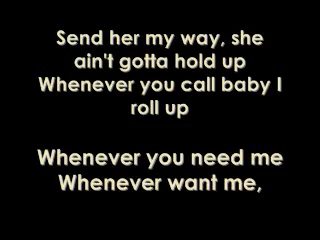 Send her my way, she
ain't gotta hold up
Whenever you call baby I
roll up
Whenever you need me
Whenever want me,